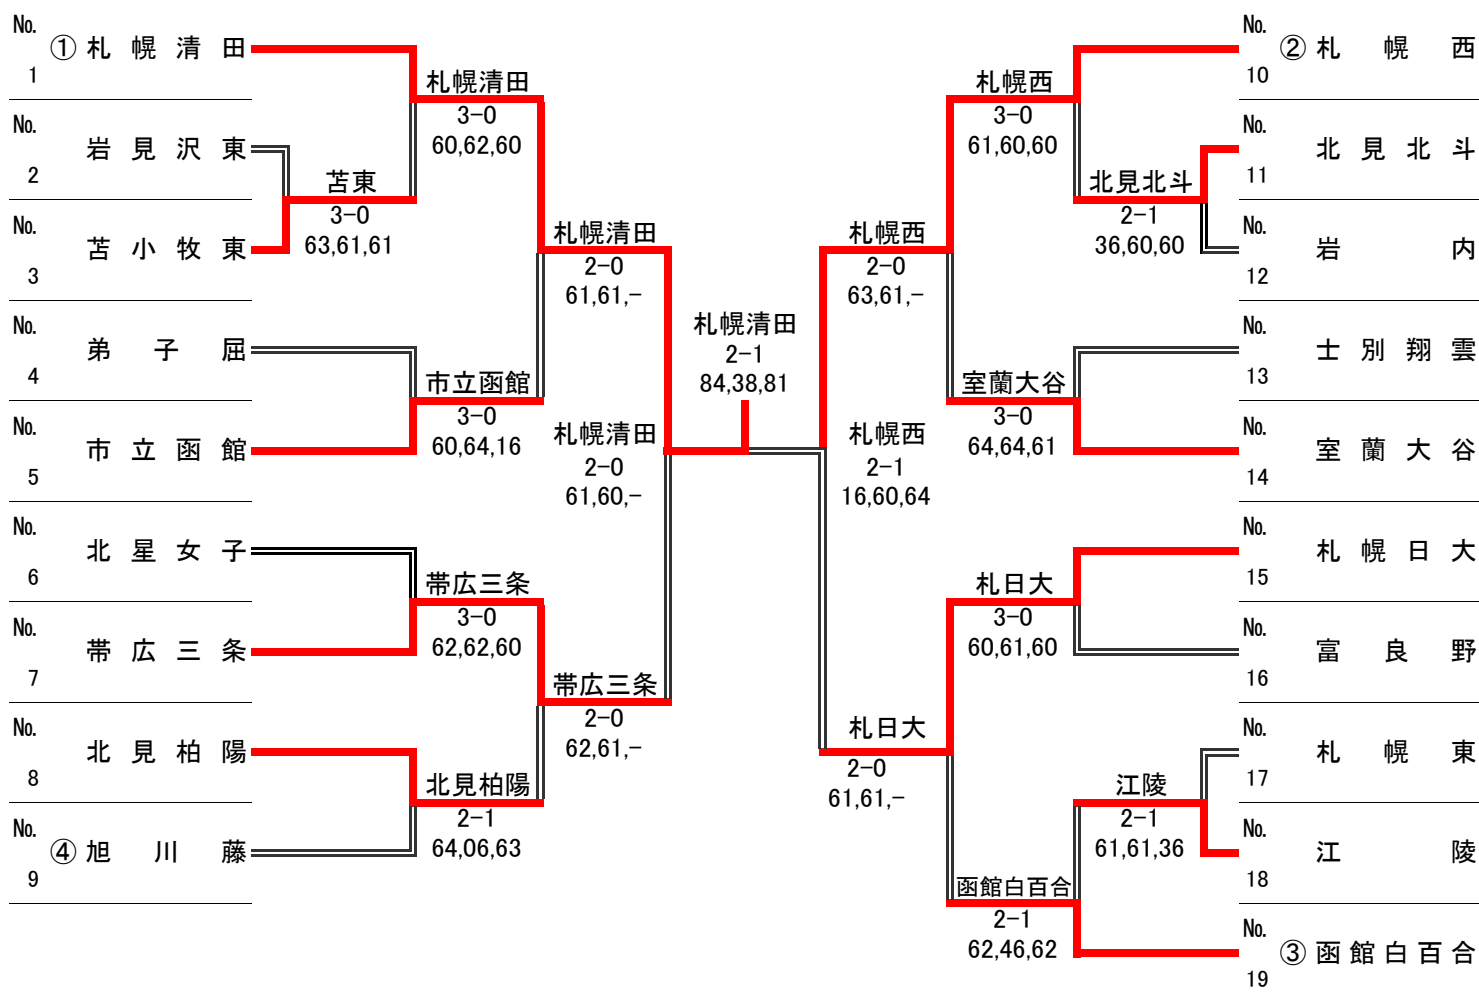 No.
1
① 札幌清田
No.
2
岩見沢東
No.
3
苫小牧東
No.
4
弟子屈
No.
5
市立函館
No.
6
北星女子
No.
7
帯広三条
No.
8
北見柏陽
No.
9
④ 旭川藤
苫東
3-0
63,61,61
札幌清田
3-0
60,62,60
市立函館
3-0
60,64,16
帯広三条
3-0
62,62,60
北見柏陽
2-1
64,06,63
札幌清田
2-0
61,61,-
帯広三条
2-0
62,61,-
札幌清田
2-0
61,60,-
札幌清田
2-1
84,38,81
札幌西
2-1
16,60,64
札幌西
2-0
63,61,-
札日大
2-0
61,61,-
札幌西
3-0
61,60,60
室蘭大谷
3-0
64,64,61
札日大
3-0
60,61,60
函館白百合
2-1
62,46,62
北見北斗
2-1
36,60,60
江陵
2-1
61,61,36
No.
10
② 札幌西
No.
11
北見北斗
No.
12
岩内
No.
13
士別翔雲
No.
14
室蘭大谷
No.
15
札幌日大
No.
16
富良野
No.
17
札幌東
No.
18
江陵
No.
19
③ 函館白百合